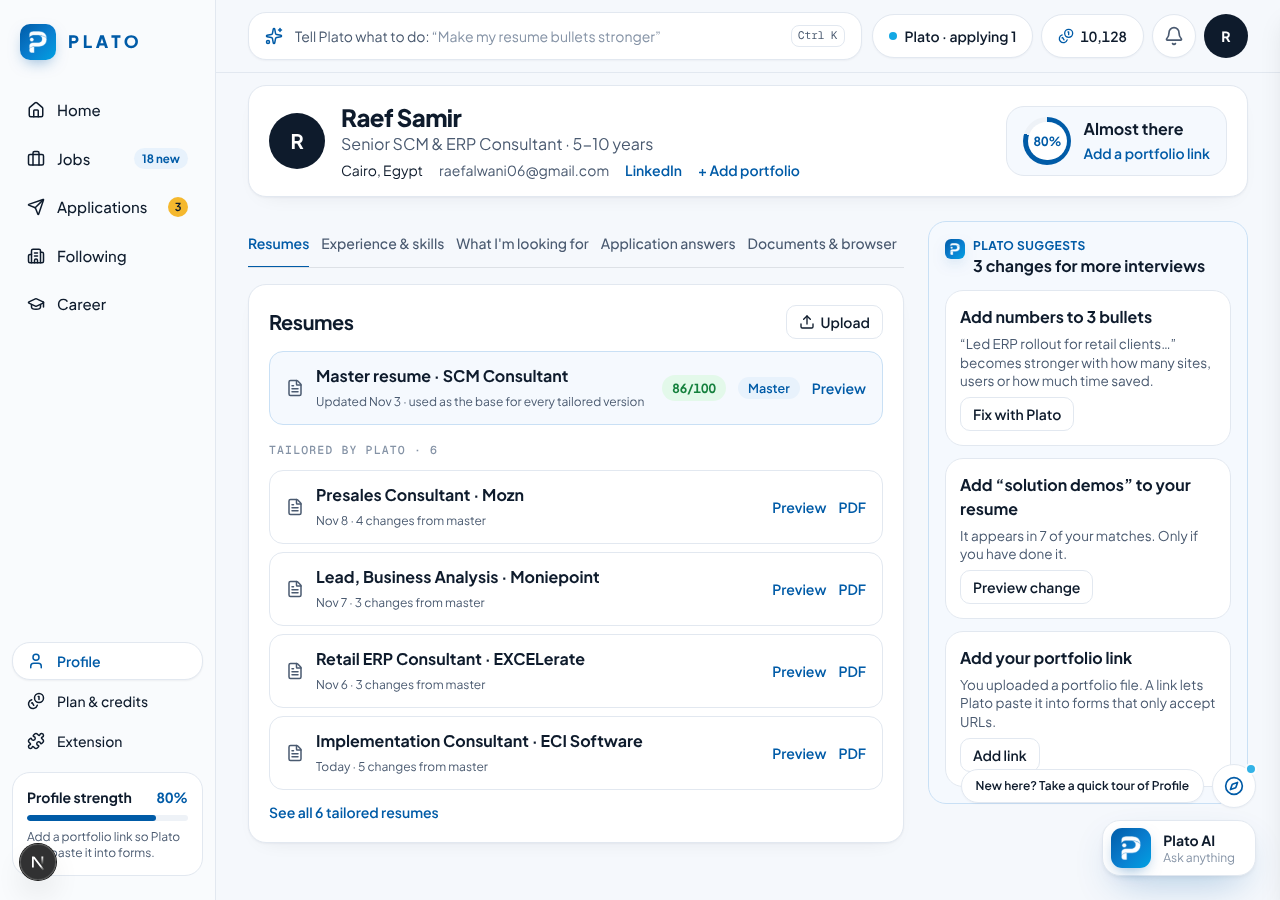 PLATO
Home
Jobs
18 new
Applications
3
Following
Career
Profile
Plan & credits
Extension
Profile strength
80%
Add a portfolio link so Plato
paste it into forms.
N
Tell Plato what to do: “Make my resume bullets stronger”
Ctrl K
Plato · applying 1
10,128
R
R
Raef Samir
Senior SCM & ERP Consultant · 5–10 years
Cairo, Egypt
raefalwani06@gmail.com
LinkedIn
+ Add portfolio
80%
Almost there
Add a portfolio link
Resumes
Experience & skills
What I'm looking for
Application answers
Documents & browser
Resumes
Upload
Master resume · SCM Consultant
Updated Nov 3 · used as the base for every tailored version
86/100
Master
Preview
TAILORED BY PLATO · 6
Presales Consultant · Mozn
Nov 8 · 4 changes from master
Preview
PDF
Lead, Business Analysis · Moniepoint
Nov 7 · 3 changes from master
Preview
PDF
Retail ERP Consultant · EXCELerate
Nov 6 · 3 changes from master
Preview
PDF
Implementation Consultant · ECI Software
Today · 5 changes from master
Preview
PDF
See all 6 tailored resumes
PLATO SUGGESTS
3 changes for more interviews
Add numbers to 3 bullets
“Led ERP rollout for retail clients…”
becomes stronger with how many sites,
users or how much time saved.
Fix with Plato
Add “solution demos” to your
resume
It appears in 7 of your matches. Only if
you have done it.
Preview change
Add your portfolio link
You uploaded a portfolio file. A link lets
Plato paste it into forms that only accept
URLs.
Add link
New here? Take a quick tour of Profile
Plato AI
Ask anything